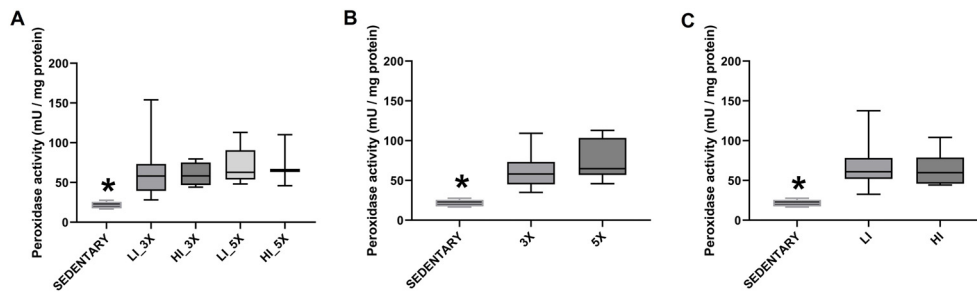 A
Peroxidase activity (mU / mg protein)
200
150
100
50
0
*
SEDENTARY
LI_3X
HI_3X
LI_5X
HI_5X
B
Peroxidase activity (mU / mg protein)
200
150
100
50
0
*
SEDENTARY
3X
5X
C
Peroxidase activity (mU / mg protein)
200
150
100
50
0
*
SEDENTARY
LI
HI